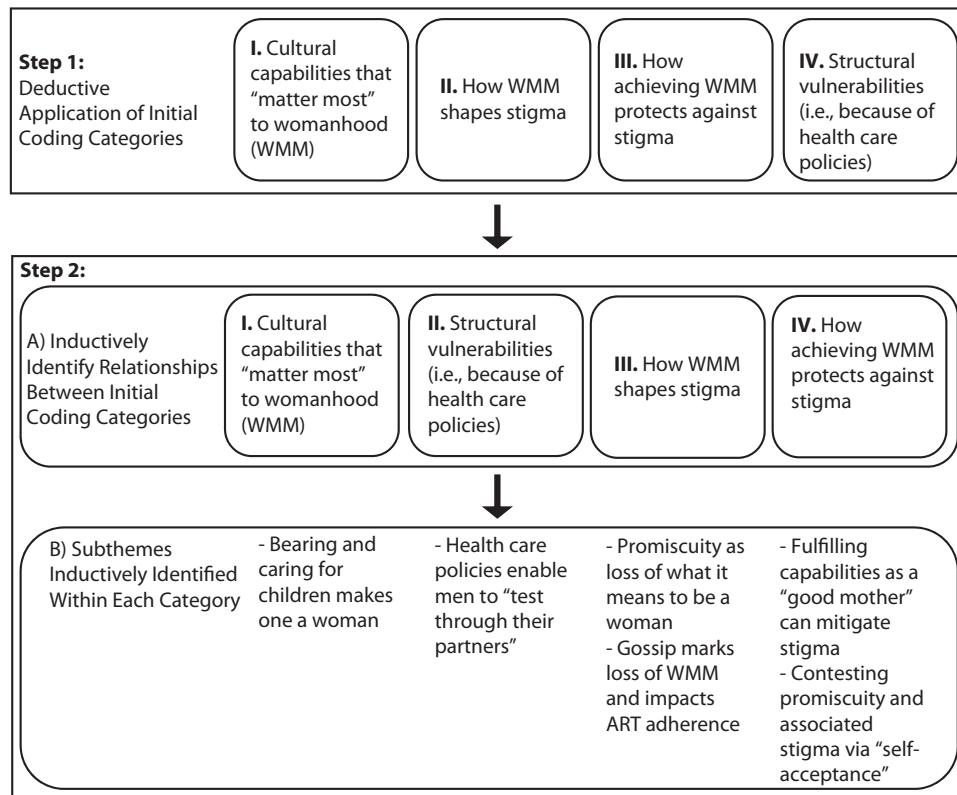 Step 1:
Deductive
Application of Initial
Coding Categories
I. Cultural
capabilities that
“matter most”
to womanhood
(WMM)
II. How WMM
shapes stigma
III. How
achieving WMM
protects against
stigma
IV. Structural
vulnerabilities
(i.e., because of
health care
policies)
Step 2:
A) Inductively
Identify Relationships
Between Initial
Coding Categories
I. Cultural
capabilities that
“matter most”
to womanhood
(WMM)
II. Structural
vulnerabilities
(i.e., because of
health care
policies)
III. How WMM
shapes stigma
IV. How
achieving WMM
protects against
stigma
B) Subthemes
Inductively Identified
Within Each Category
- Bearing and
caring for
children makes
one a woman
- Health care
policies enable
men to “test
through their
partners”
- Promiscuity as
loss of what it
means to be a
woman
- Gossip marks
loss of WMM
and impacts
ART adherence
- Fulfilling
capabilities as a
“good mother”
can mitigate
stigma
- Contesting
promiscuity and
associated
stigma via “self-
acceptance”